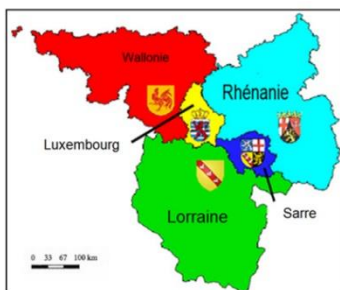 Wallonie
Rhénanie
Luxembourg
Lorraine
Sarre
0 33 67 100 km